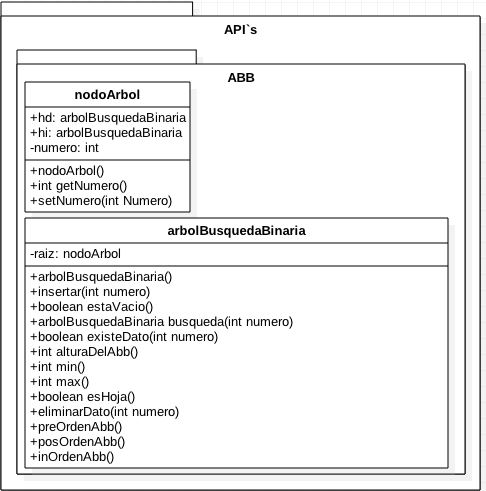 API`s
ABB
nodoArbol
+hd: arbolBusquedaBinaria
+hi: arbolBusquedaBinaria
-numero: int
+nodoArbol()
+int getNumero()
+setNumero(int Numero)
arbolBusquedaBinaria
-raiz: nodoArbol
+arbolBusquedaBinaria()
+insertar(int numero)
+boolean estaVacio()
+arbolBusquedaBinaria busqueda(int numero)
+boolean existeDato(int numero)
+int alturaDelAbb()
+int min()
+int max()
+boolean esHoja()
+eliminarDato(int numero)
+preOrdenAbb()
+posOrdenAbb()
+inOrdenAbb()